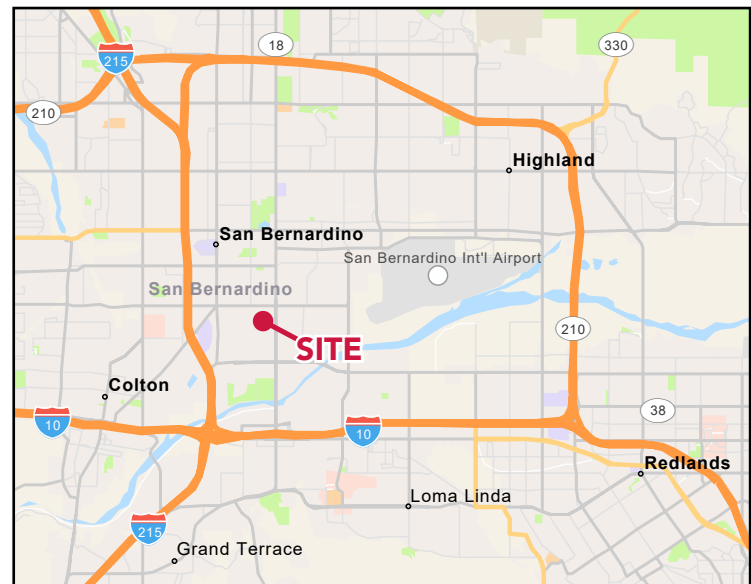 18
330
215
210
Highland
San Bernardino
San Bernardino Int'l Airport
San Bernardino
SITE
210
Colton
38
10
10
Redlands
Loma Linda
215
Grand Terrace